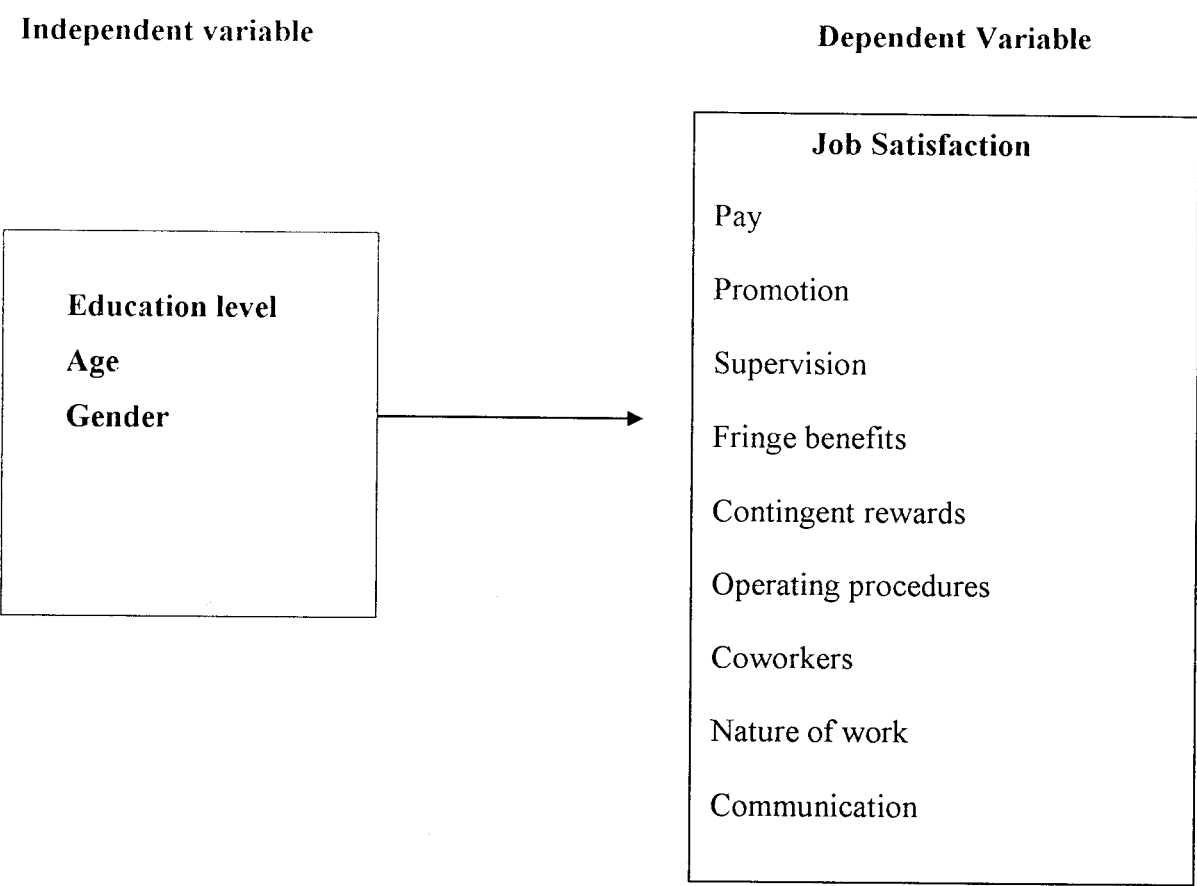 Independent variable
Dependent Variable
Education level
Age
Gender
Job Satisfaction
Pay
Promotion
Supervision
Fringe benefits
Contingent rewards
Operating procedures
Coworkers
Nature of work
Communication